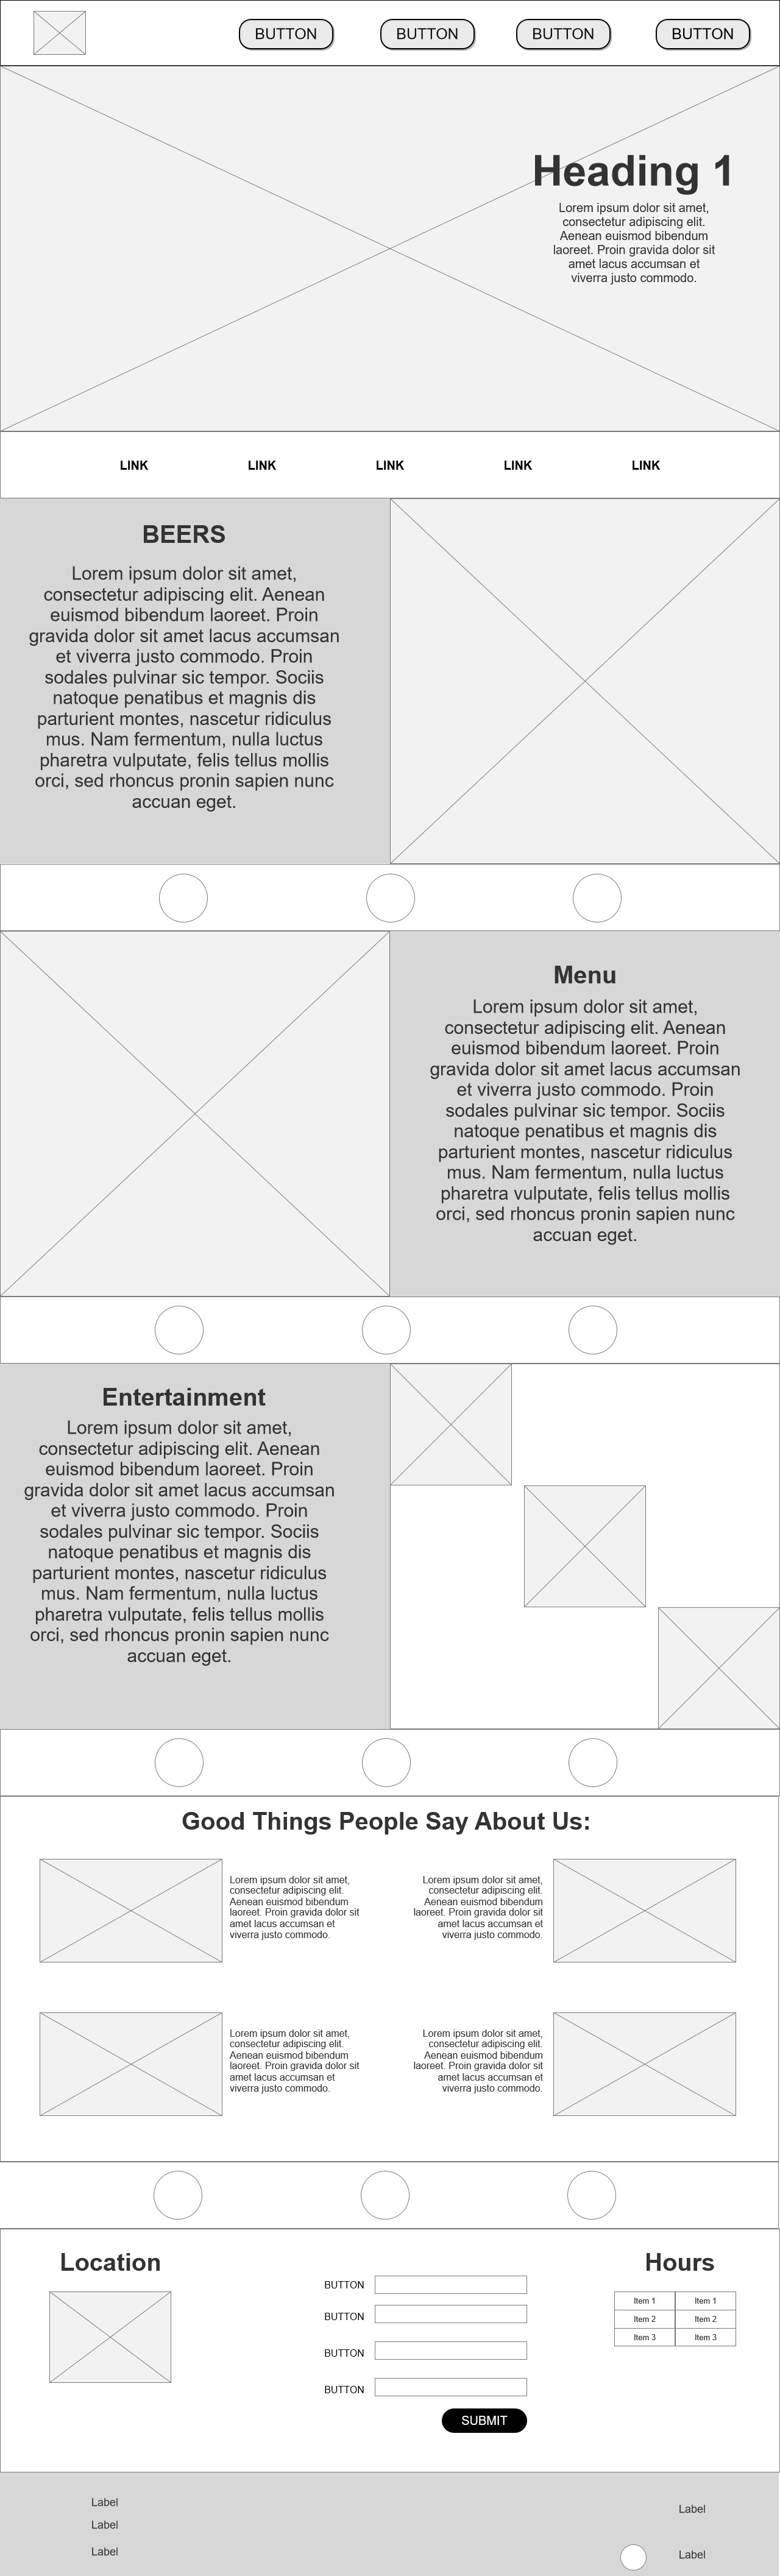 BUTTON BUTTON BUTTON BUTTON
Heading 1
Lorem ipsum dolor sit amet,
consectetur adipiscing elit.
Aenean euismod bibendum
laoreet. Proin gravida dolor sit
amet lacus accumsan et
viverra justo commodo.
LINK LINK LINK LINK LINK
BEERS
Lorem ipsum dolor sit amet,
consectetur adipiscing elit. Aenean
euismod bibendum laoreet. Proin
gravida dolor sit amet lacus accumsan
et viverra justo commodo. Proin
sodales pulvinar sic tempor. Sociis
natoque penatibus et magnis dis
parturient montes, nascetur ridiculus
mus. Nam fermentum, nulla luctus
pharetra vulputate, felis tellus mollis
orci, sed rhoncus pronin sapien nunc
accuan eget.
Menu
Lorem ipsum dolor sit amet,
consectetur adipiscing elit. Aenean
euismod bibendum laoreet. Proin
gravida dolor sit amet lacus accumsan
et viverra justo commodo. Proin
sodales pulvinar sic tempor. Sociis
natoque penatibus et magnis dis
parturient montes, nascetur ridiculus
mus. Nam fermentum, nulla luctus
pharetra vulputate, felis tellus mollis
orci, sed rhoncus pronin sapien nunc
accuan eget.
Entertainment
Lorem ipsum dolor sit amet,
consectetur adipiscing elit. Aenean
euismod bibendum laoreet. Proin
gravida dolor sit amet lacus accumsan
et viverra justo commodo. Proin
sodales pulvinar sic tempor. Sociis
natoque penatibus et magnis dis
parturient montes, nascetur ridiculus
mus. Nam fermentum, nulla luctus
pharetra vulputate, felis tellus mollis
orci, sed rhoncus pronin sapien nunc
accuan eget.
Good Things People Say About Us:
Lorem ipsum dolor sit amet,
consectetur adipiscing elit.
Aenean euismod bibendum
laoreet. Proin gravida dolor sit
amet lacus accumsan et
viverra justo commodo.
Lorem ipsum dolor sit amet,
consectetur adipiscing elit.
Aenean euismod bibendum
laoreet. Proin gravida dolor sit
amet lacus accumsan et
viverra justo commodo.
Lorem ipsum dolor sit amet,
consectetur adipiscing elit.
Aenean euismod bibendum
laoreet. Proin gravida dolor sit
amet lacus accumsan et
viverra justo commodo.
Lorem ipsum dolor sit amet,
consectetur adipiscing elit.
Aenean euismod bibendum
laoreet. Proin gravida dolor sit
amet lacus accumsan et
viverra justo commodo.
Location
BUTTON
BUTTON
BUTTON
BUTTON
SUBMIT
Hours
Item 1 Item 1
Item 2 Item 2
Item 3 Item 3
Label
Label
Label
Label
Label